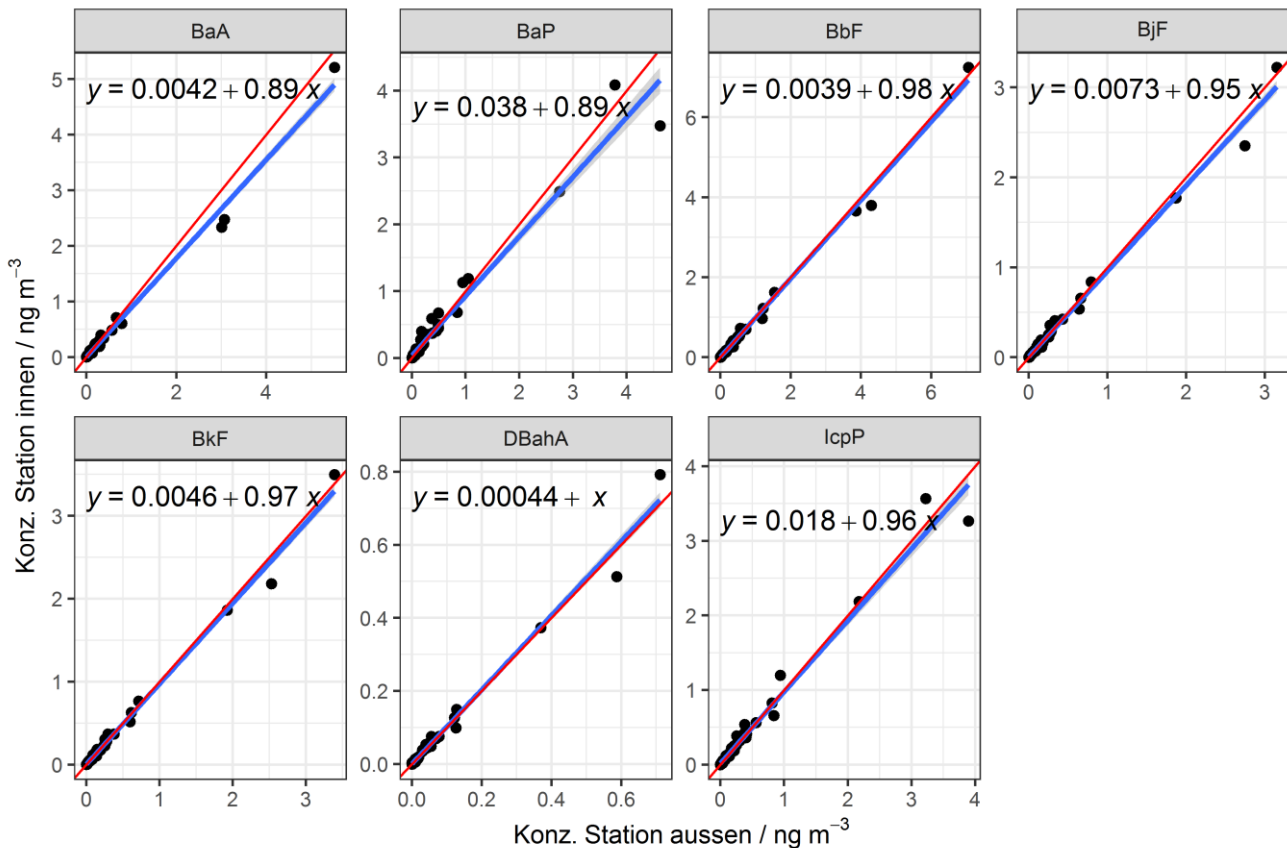 BaA
BaP
BbF
BjF
y = 0.0042 + 0.89 x
y = 0.038 + 0.89 x
y = 0.0039 + 0.98 x
y = 0.0073 + 0.95 x
5
4
3
2
1
0
4
3
2
1
0
6
4
2
0
3
2
1
0
0 2 4
0 1 2 3 4
0 2 4 6
0 1 2 3
BkF
DBahA
IcpP
y = 0.0046 + 0.97 x
y = 0.00044 + x
y = 0.018 + 0.96 x
3
2
1
0
0.8
0.6
0.4
0.2
0.0
4
3
2
1
0
0 1 2 3
0.0 0.2 0.4 0.6
0 1 2 3 4
Konz. Station innen / ng m⁻³
Konz. Station aussen / ng m⁻³